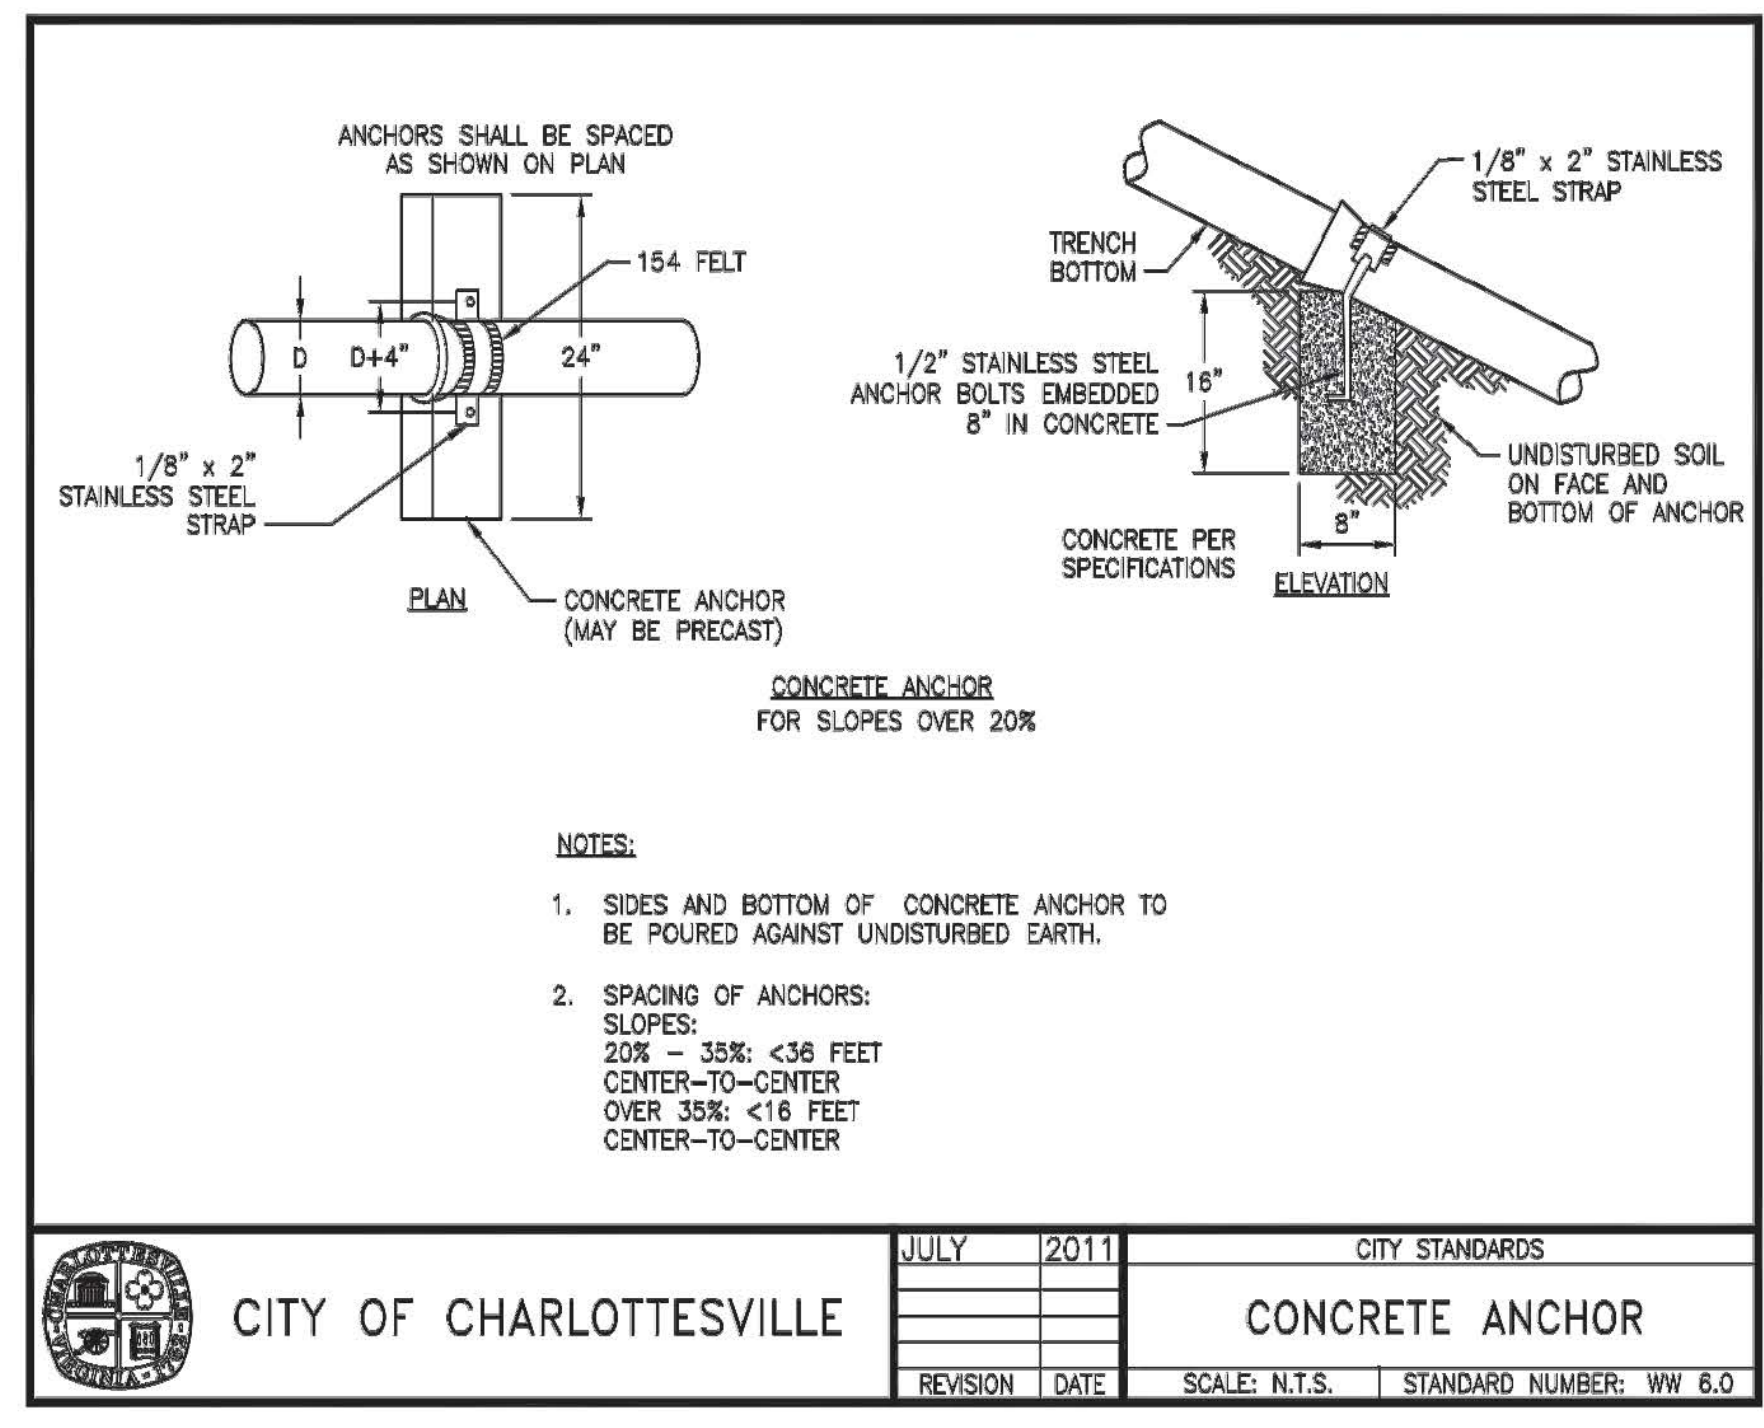 ANCHORS SHALL BE SPACED
AS SHOWN ON PLAN
154 FELT
D
D+4"
24"
1/8" x 2"
STAINLESS STEEL
STRAP
PLAN
CONCRETE ANCHOR
(MAY BE PRECAST)
1/8" x 2" STAINLESS
STEEL STRAP
TRENCH
BOTTOM
1/2" STAINLESS STEEL
ANCHOR BOLTS EMBEDDED
8" IN CONCRETE
16"
UNDISTURBED SOIL
ON FACE AND
BOTTOM OF ANCHOR
8"
CONCRETE PER
SPECIFICATIONS
ELEVATION
CONCRETE ANCHOR
FOR SLOPES OVER 20%
NOTES:
1. SIDES AND BOTTOM OF CONCRETE ANCHOR TO
BE POURED AGAINST UNDISTURBED EARTH.
2. SPACING OF ANCHORS:
SLOPES:
20% - 35%: <36 FEET
CENTER-TO-CENTER
OVER 35%: <16 FEET
CENTER-TO-CENTER
CHARLOTTESVILLE
VIRGINIA - 1762
CITY OF CHARLOTTESVILLE
JULY 2011
REVISION DATE
CITY STANDARDS
CONCRETE ANCHOR
SCALE: N.T.S. STANDARD NUMBER: WW 6.0